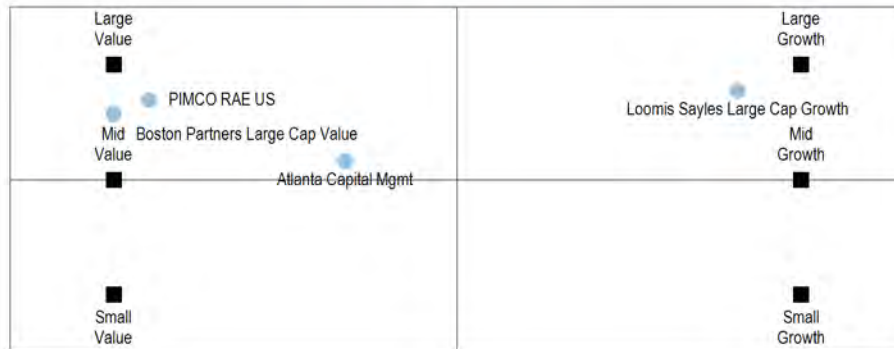 Large
Value
Large
Growth
PIMCO RAE US
Loomis Sayles Large Cap Growth
Mid
Value
Boston Partners Large Cap Value
Mid
Growth
Atlanta Capital Mgmt
Small
Value
Small
Growth